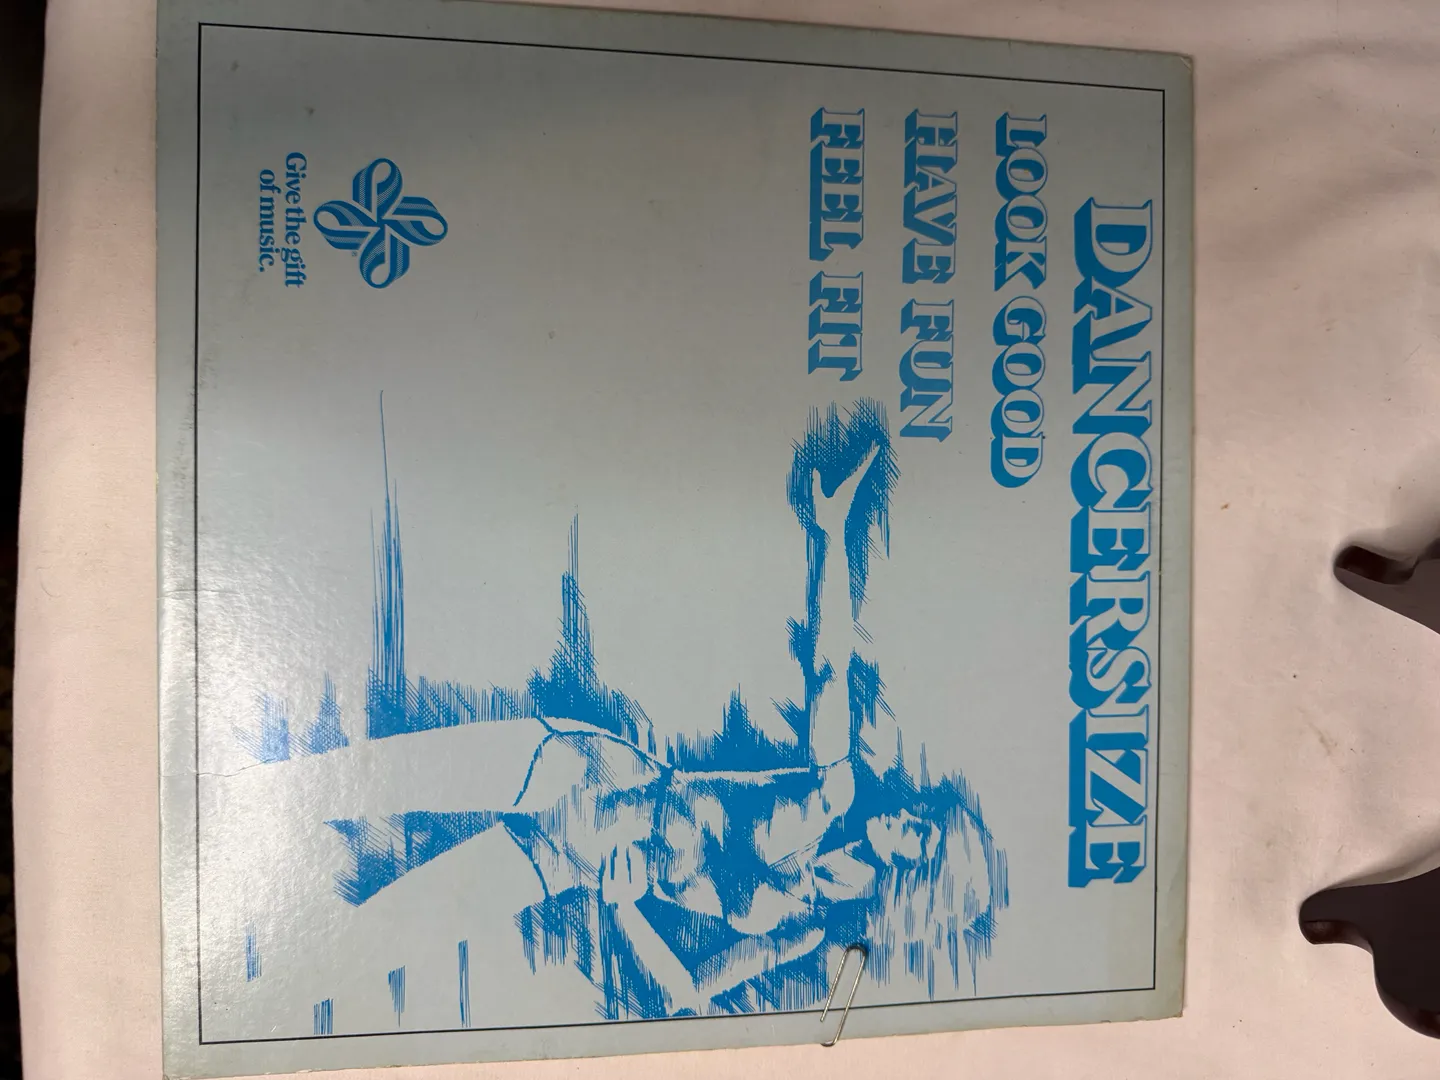 DANCERSIZE
LOOK GOOD
HAVE FUN
FEEL FIT
Give the gift
of music.